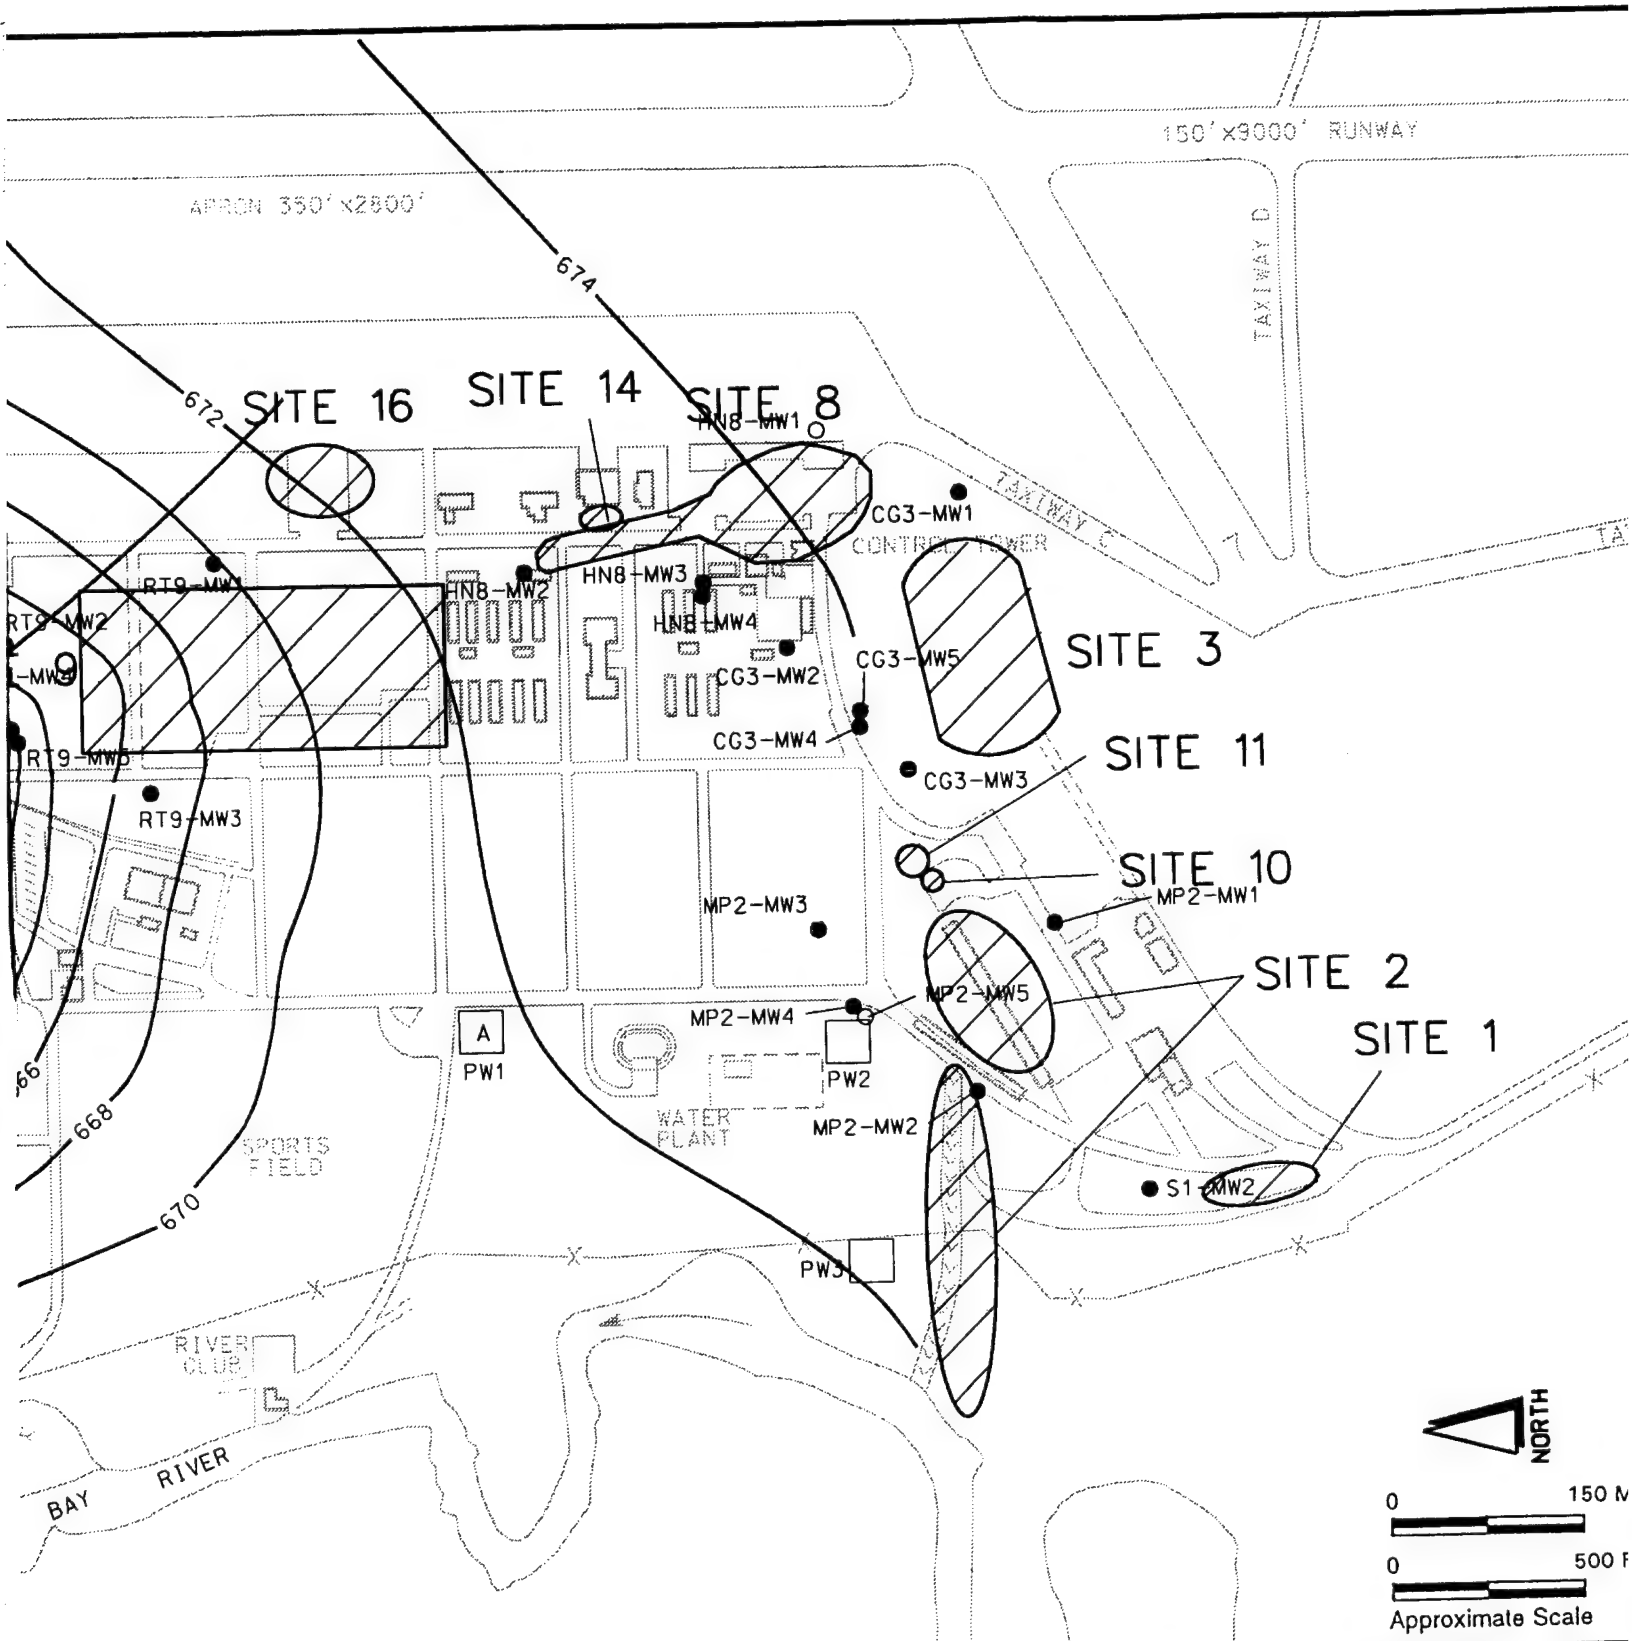 150'x9000' RUNWAY
APRON 350'x2800'
TAXIWAY D
674
672
SITE 16
SITE 14
SITE 8
HN8-MW1
TAXIWAY C
CG3-MW1
CONTROL TOWER
RT9-MW1
HN8-MW2
HN8-MW3
HN8-MW4
RT9-MW2
9
CG3-MW2
CG3-MW5
SITE 3
CG3-MW4
SITE 11
RT9-MW5
CG3-MW3
RT9-MW3
SITE 10
MP2-MW1
MP2-MW3
SITE 2
MP2-MW5
MP2-MW4
A
PW1
PW2
SITE 1
66
668
WATER
PLANT
MP2-MW2
SPORTS
FIELD
S1-MW2
670
X
PW3
RIVER
CLUB
BAY RIVER
NORTH
0 150 M
0 500 F
Approximate Scale